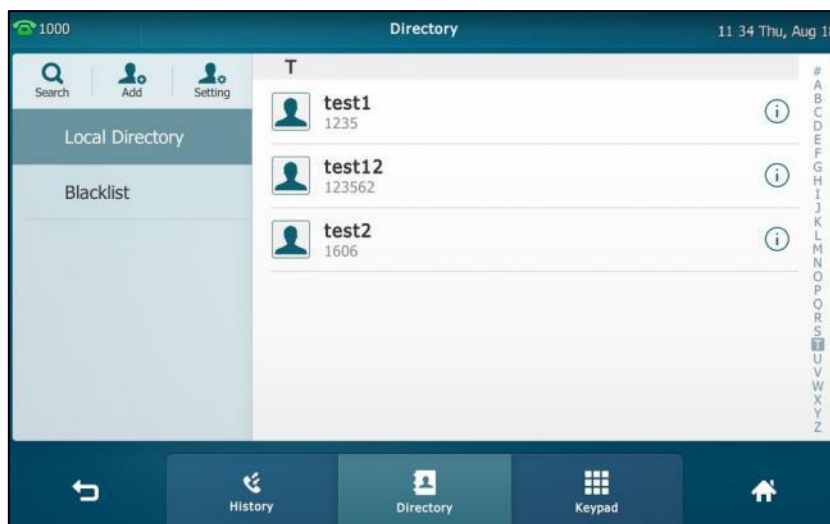 1000
Directory
11 34 Thu, Aug
Search
Add
Setting
Local Directory
Blacklist
T
test1
1235
test12
123562
test2
1606
#
A
B
C
D
E
F
G
H
I
J
K
L
M
N
O
P
Q
R
S
T
U
V
W
X
Y
Z
History
Directory
Keypad